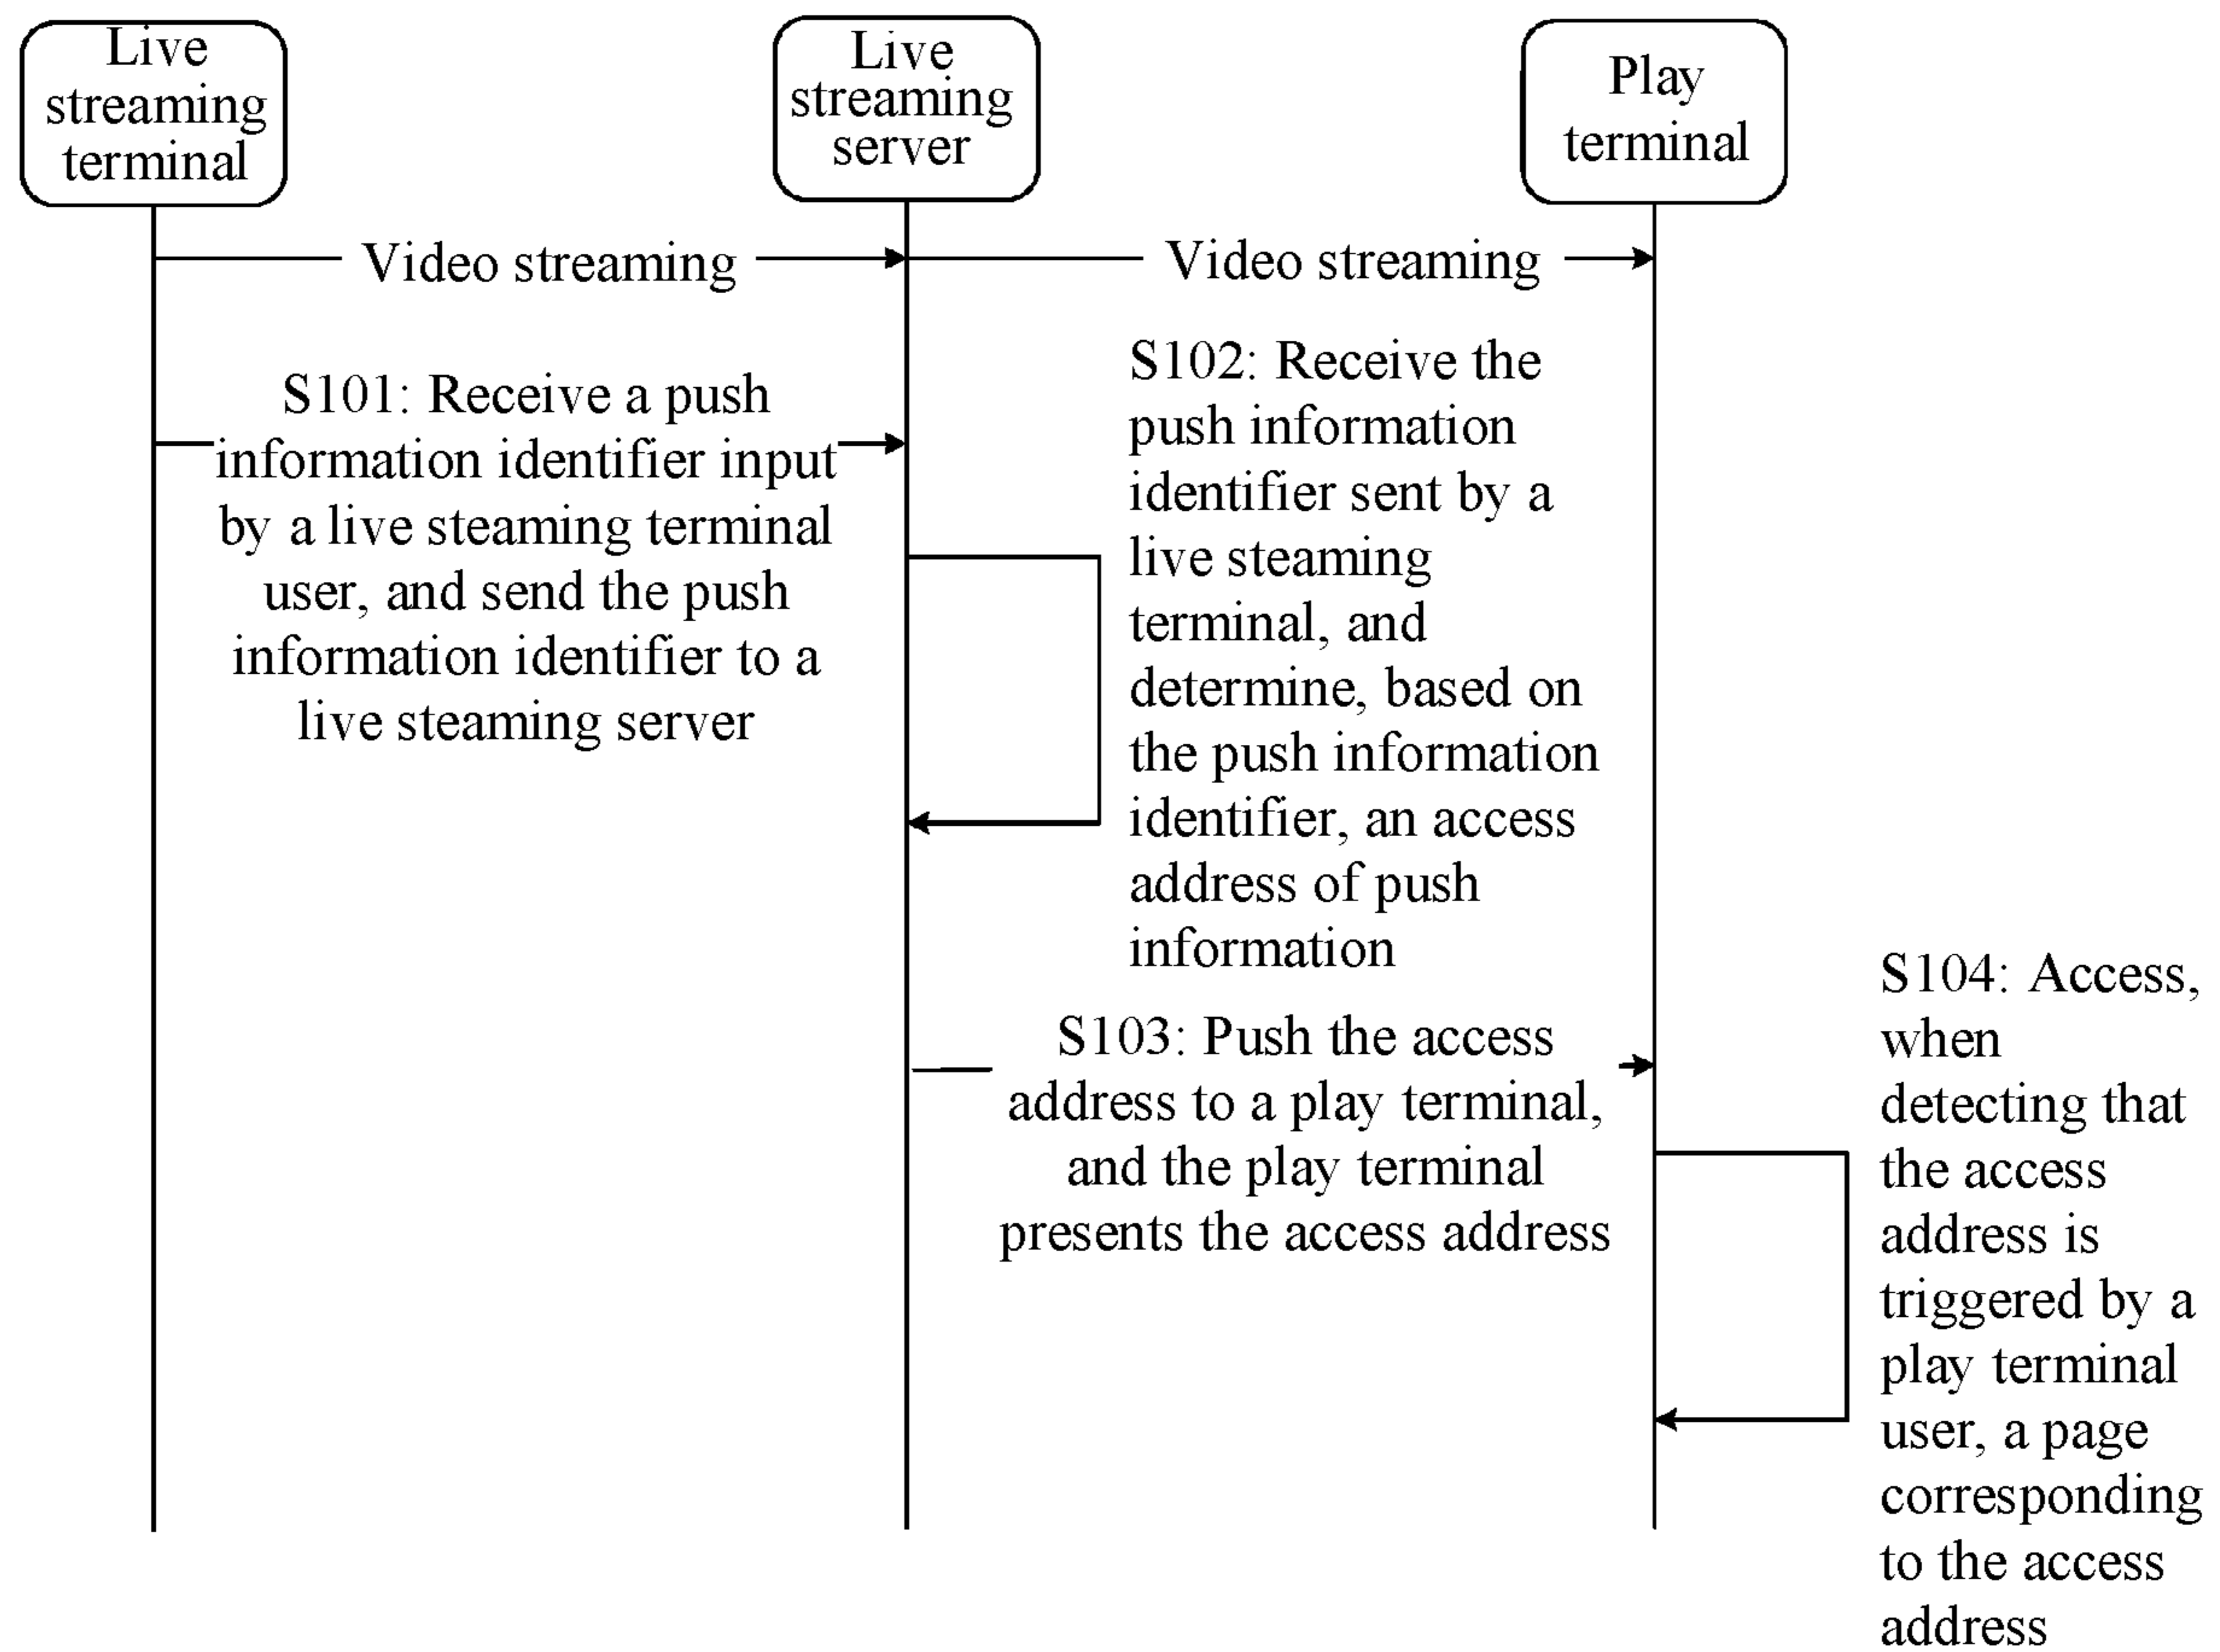 Live
streaming
terminal
Live
streaming
server
Play
terminal
Video streaming
Video streaming
S101: Receive a push
information identifier input
by a live steaming terminal
user, and send the push
information identifier to a
live steaming server
S102: Receive the
push information
identifier sent by a
live steaming
terminal, and
determine, based on
the push information
identifier, an access
address of push
information
S103: Push the access
address to a play terminal,
and the play terminal
presents the access address
S104: Access,
when
detecting that
the access
address is
triggered by a
play terminal
user, a page
corresponding
to the access
address